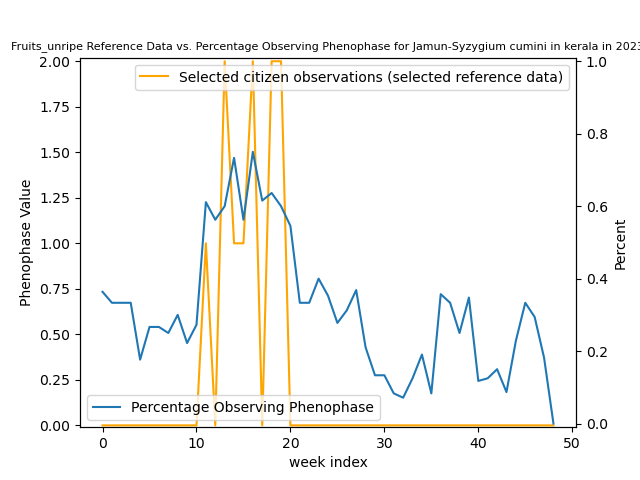 Fruits_unripe Reference Data vs. Percentage Observing Phenophase for Jamun-Syzygium cumini in kerala in 2023
Selected citizen observations (selected reference data)
Percentage Observing Phenophase
Phenophase Value
Percent
week index
2.00
1.75
1.50
1.25
1.00
0.75
0.50
0.25
0.00
1.0
0.8
0.6
0.4
0.2
0.0
0 10 20 30 40 50